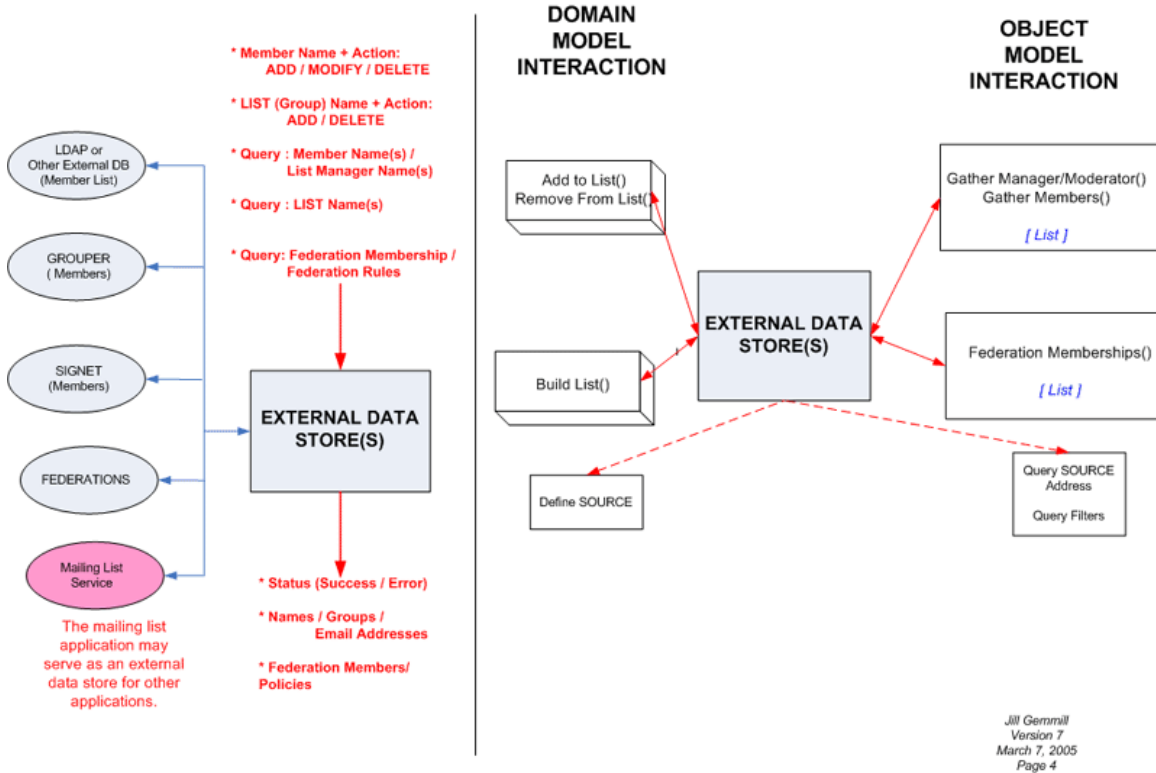 * Member Name + Action:
ADD / MODIFY / DELETE
* LIST (Group) Name + Action:
ADD / DELETE
* Query : Member Name(s) /
List Manager Name(s)
* Query : LIST Name(s)
* Query: Federation Membership /
Federation Rules
LDAP or
Other External DB
(Member List)
GROUPER
( Members)
SIGNET
(Members)
FEDERATIONS
Mailing List
Service
The mailing list
application may
serve as an external
data store for other
applications.
EXTERNAL DATA
STORE(S)
* Status (Success / Error)
* Names / Groups /
Email Addresses
* Federation Members/
Policies
DOMAIN
MODEL
INTERACTION
OBJECT
MODEL
INTERACTION
Add to List()
Remove From List()
Build List()
EXTERNAL DATA
STORE(S)
Gather Manager/Moderator()
Gather Members()
[ List ]
Federation Memberships()
[ List ]
Define SOURCE
Query SOURCE
Address
Query Filters
Jill Gemmill
Version 7
March 7, 2005
Page 4